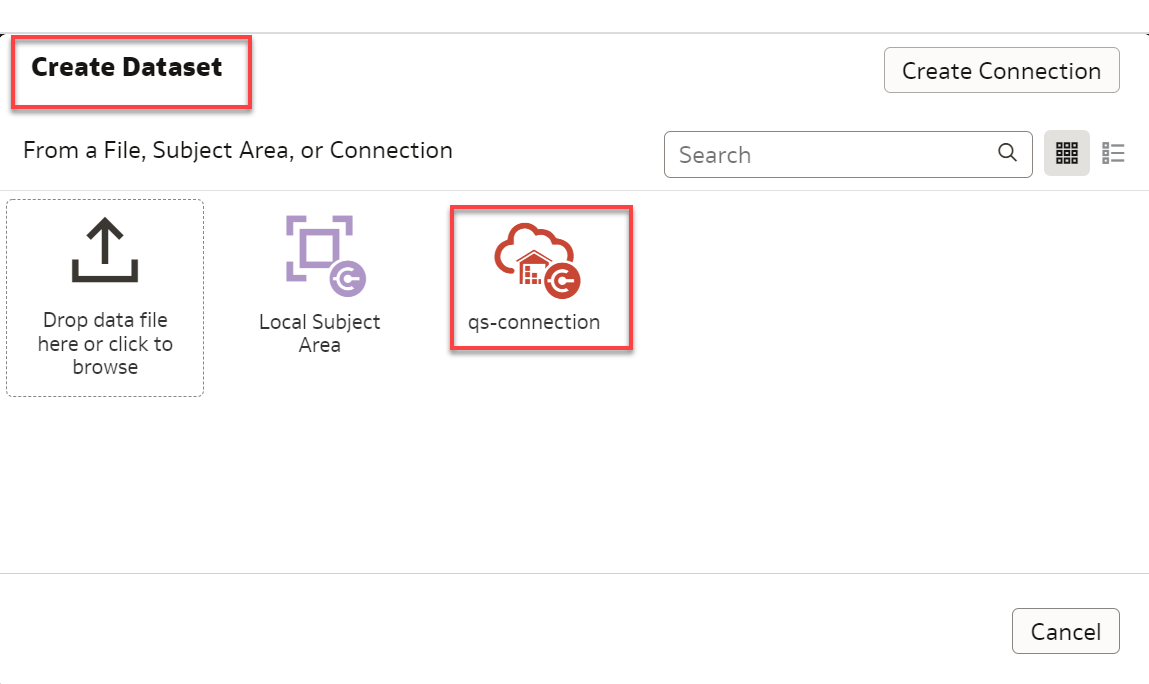 Create Dataset
Create Connection
From a File, Subject Area, or Connection
Search
Drop data file
here or click to
browse
Local Subject
Area
qs-connection
Cancel